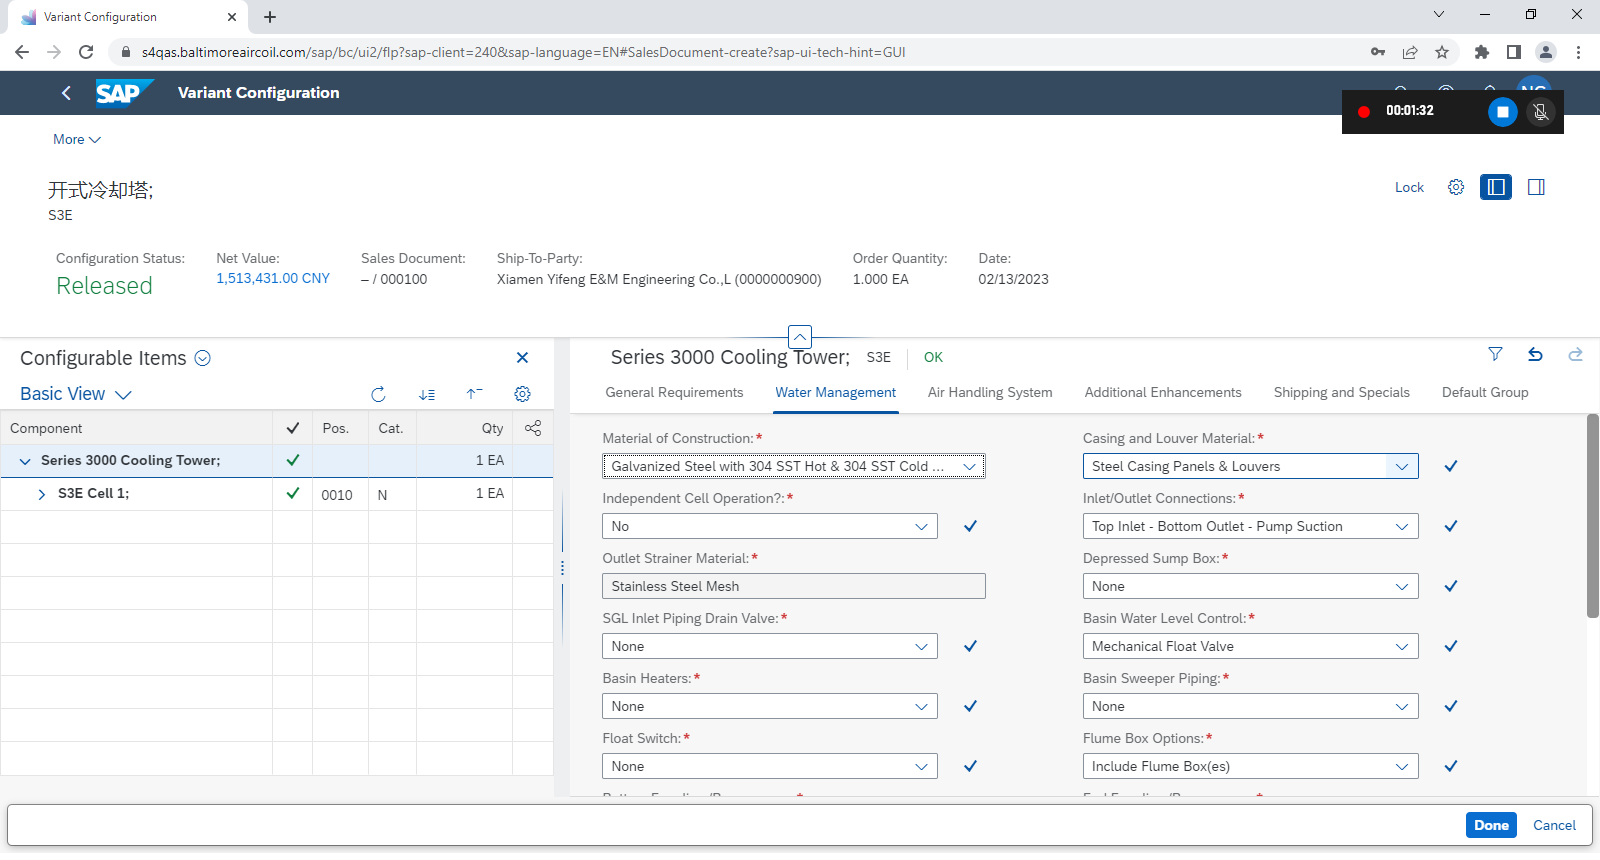 Variant Configuration
s4qas.baltimoreaircoil.com/sap/bc/ui2/flp?sap-client=240&sap-language=EN#SalesDocument-create?sap-ui-tech-hint=GUI
SAP
Variant Configuration
00:01:32
More
开式冷却塔;
S3E
Lock
Configuration Status:
Released
Net Value:
1,513,431.00 CNY
Sales Document:
– / 000100
Ship-To-Party:
Xiamen Yifeng E&M Engineering Co.,L (0000000900)
Order Quantity:
1.000 EA
Date:
02/13/2023
Configurable Items
Basic View
Component Pos. Cat. Qty
Series 3000 Cooling Tower; 1 EA
S3E Cell 1; 0010 N 1 EA
Series 3000 Cooling Tower; S3E OK
General Requirements Water Management Air Handling System Additional Enhancements Shipping and Specials Default Group
Material of Construction:* Casing and Louver Material:*
Galvanized Steel with 304 SST Hot & 304 SST Cold ... Steel Casing Panels & Louvers
Independent Cell Operation?:* Inlet/Outlet Connections:*
No Top Inlet - Bottom Outlet - Pump Suction
Outlet Strainer Material:* Depressed Sump Box:*
Stainless Steel Mesh None
SGL Inlet Piping Drain Valve:* Basin Water Level Control:*
None Mechanical Float Valve
Basin Heaters:* Basin Sweeper Piping:*
None None
Float Switch:* Flume Box Options:*
None Include Flume Box(es)
Done Cancel